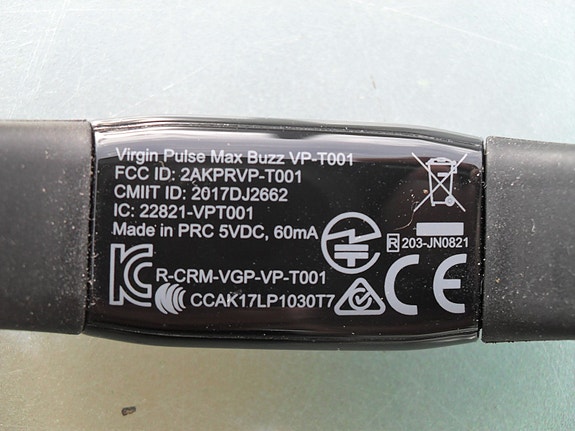 Virgin Pulse Max Buzz VP-T001
FCC ID: 2AKPRVP-T001
CMIIT ID: 2017DJ2662
IC: 22821-VPT001
Made in PRC 5VDC, 60mA
R 203-JN0821
R-CRM-VGP-VP-T001
CCAK17LP1030T7
CE